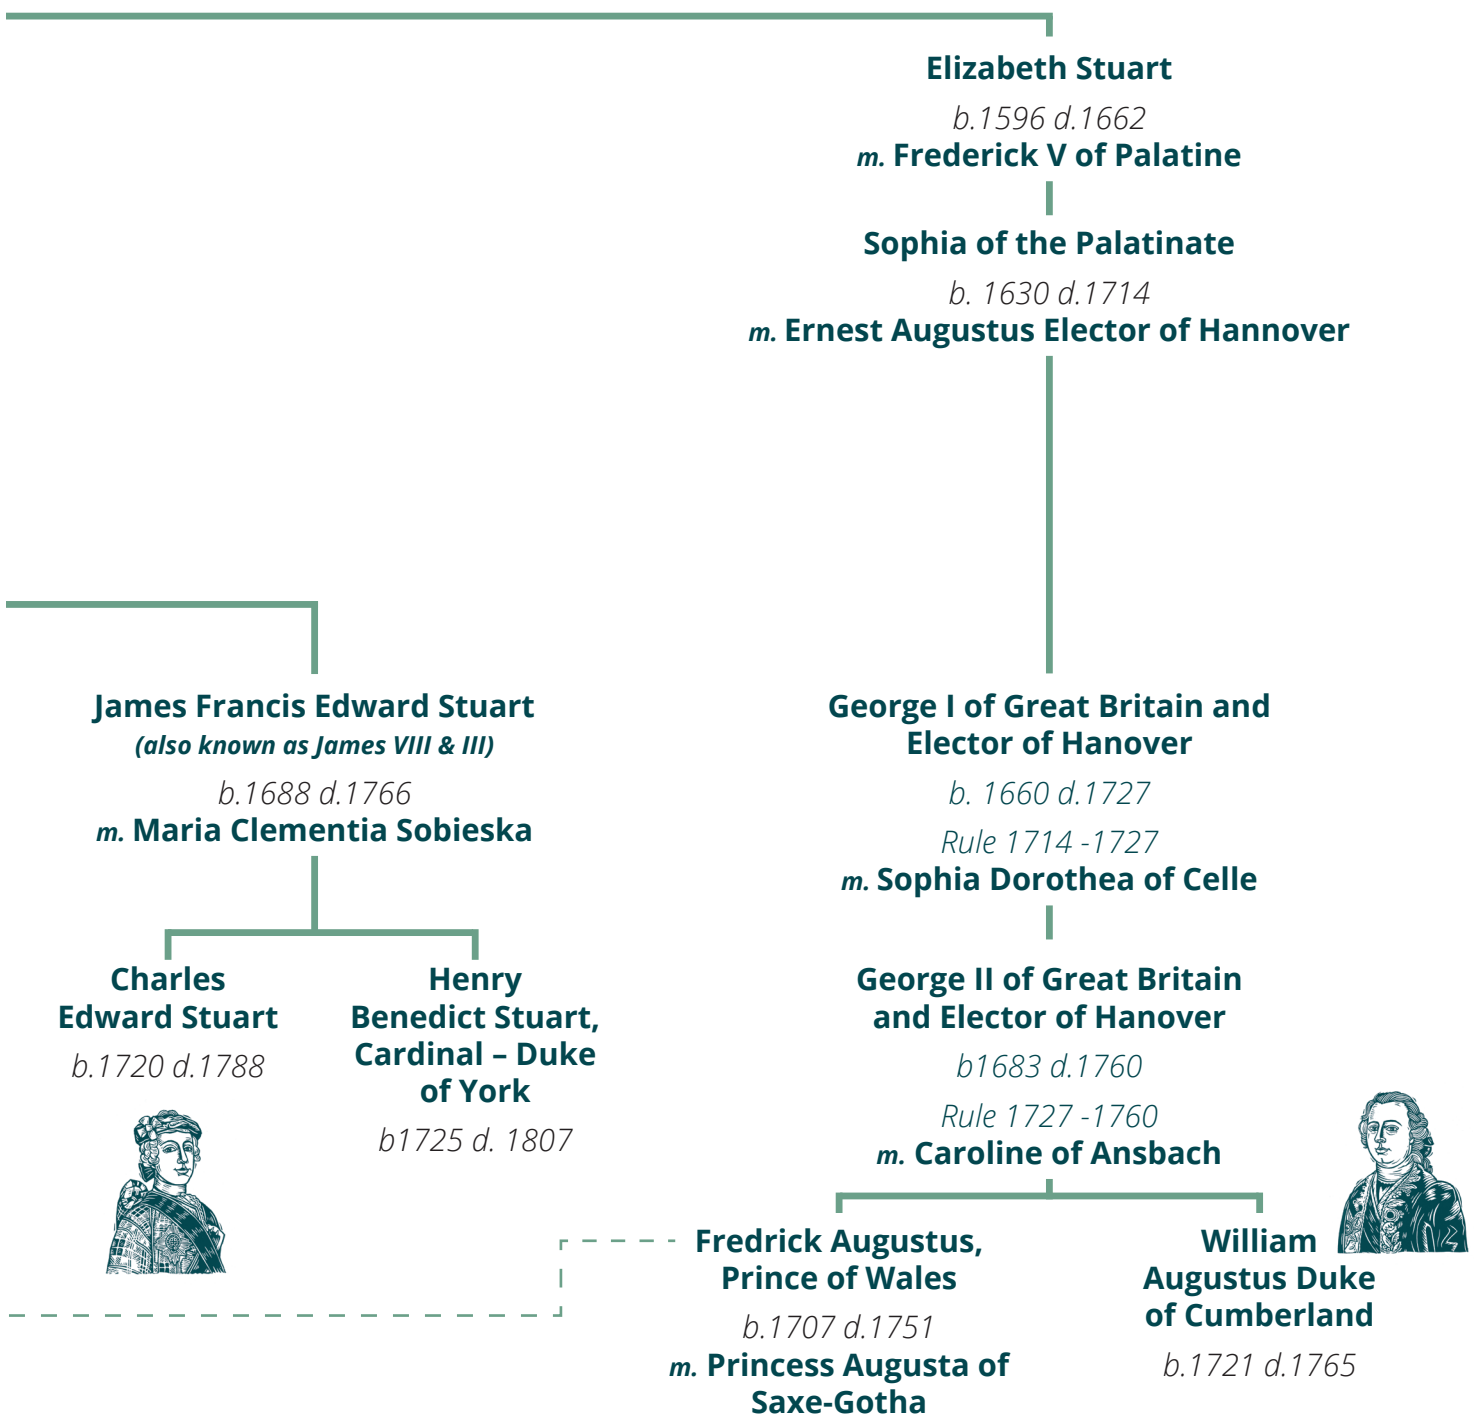 Elizabeth Stuart
b.1596 d.1662
m. Frederick V of Palatine
Sophia of the Palatinate
b. 1630 d.1714
m. Ernest Augustus Elector of Hannover
James Francis Edward Stuart
(also known as James VIII & III)
b.1688 d.1766
m. Maria Clementia Sobieska
Charles
Edward Stuart
b.1720 d.1788
Henry
Benedict Stuart,
Cardinal – Duke
of York
b1725 d. 1807
George I of Great Britain and
Elector of Hanover
b. 1660 d.1727
Rule 1714 -1727
m. Sophia Dorothea of Celle
George II of Great Britain
and Elector of Hanover
b1683 d.1760
Rule 1727 -1760
m. Caroline of Ansbach
Fredrick Augustus,
Prince of Wales
b.1707 d.1751
m. Princess Augusta of
Saxe-Gotha
William
Augustus Duke
of Cumberland
b.1721 d.1765